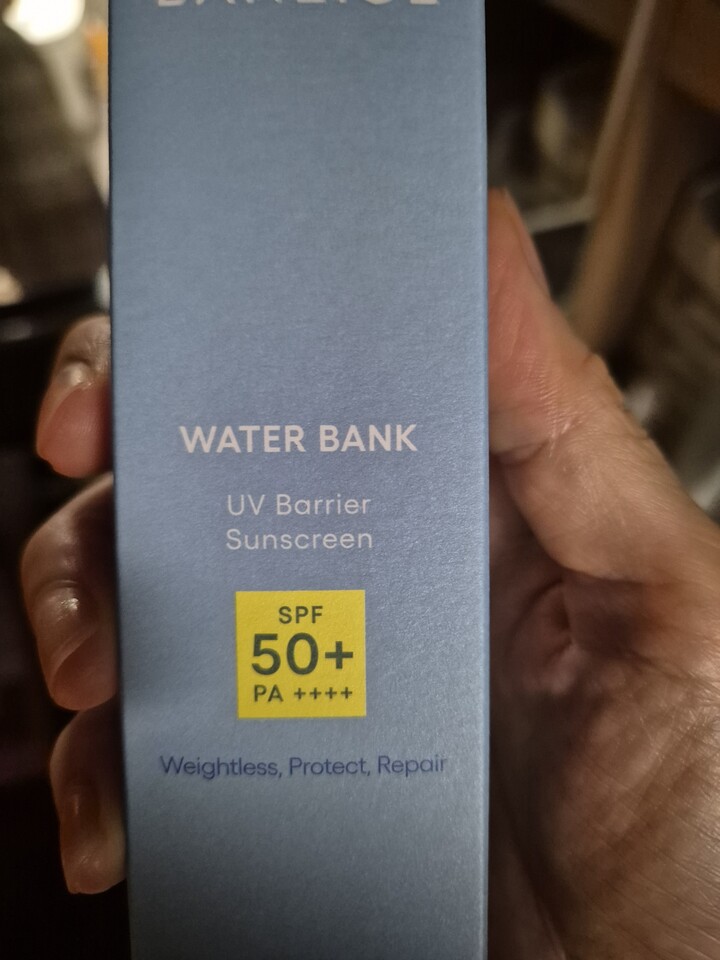 WATER BANK
UV Barrier
Sunscreen
SPF
50+
PA ++++
Weightless, Protect, Repair